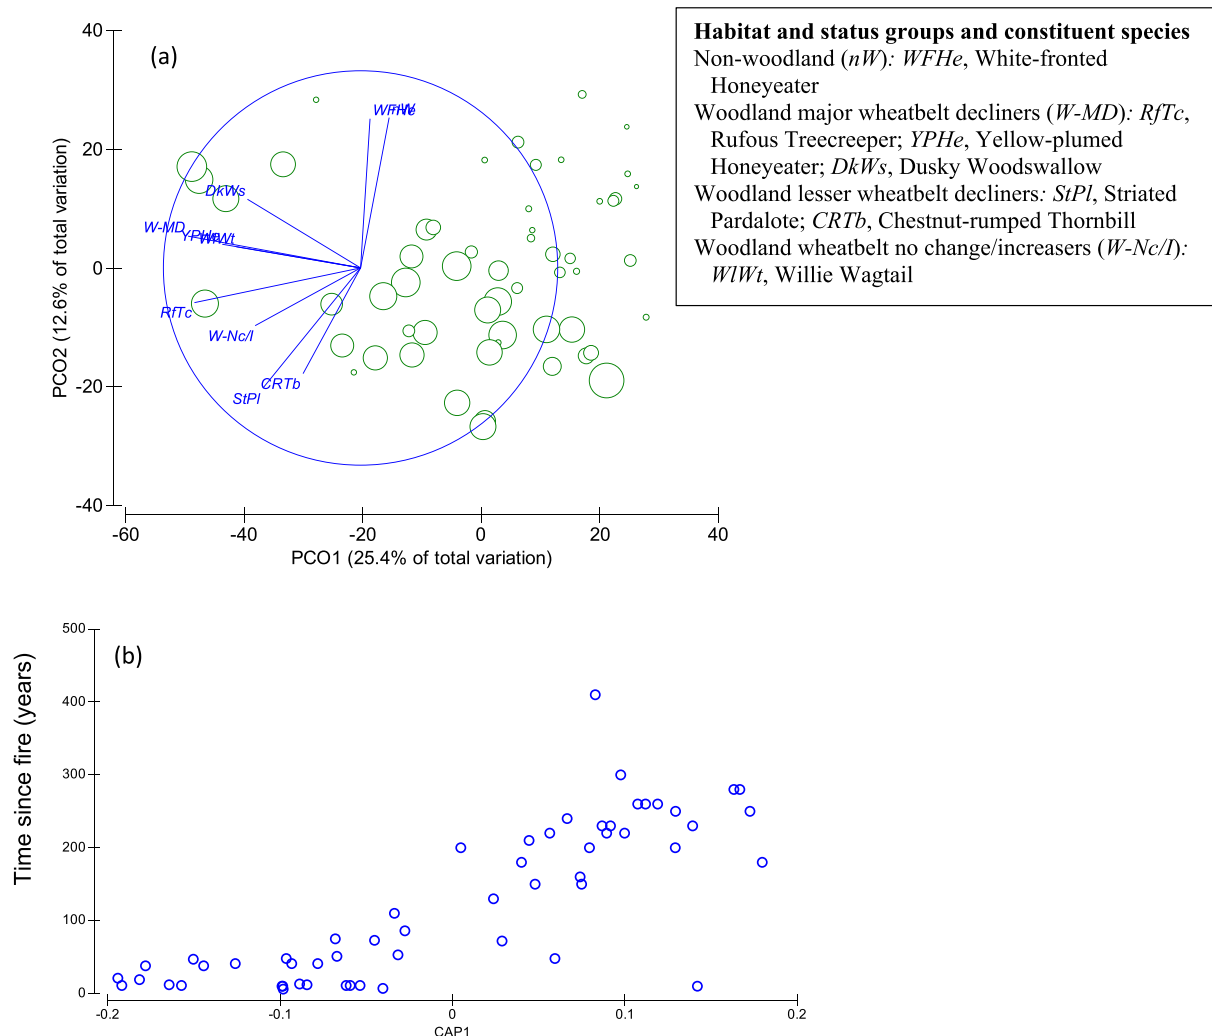 (a)
40
20
0
-20
-40
-60
-40
-20
0
20
40
PCO2 (12.6% of total variation)
PCO1 (25.4% of total variation)
WFHe
nW
DkWs
W-MD
YPHe
WlWt
RfTc
W-Nc/I
CRTb
StPl
Habitat and status groups and constituent species
Non-woodland (nW): WFHe, White-fronted
Honeyeater
Woodland major wheatbelt decliners (W-MD): RfTc,
Rufous Treecreeper; YPHe, Yellow-plumed
Honeyeater; DkWs, Dusky Woodswallow
Woodland lesser wheatbelt decliners: StPl, Striated
Pardalote; CRTb, Chestnut-rumped Thornbill
Woodland wheatbelt no change/increasers (W-Nc/I):
WlWt, Willie Wagtail
(b)
500
400
300
200
100
0
Time since fire (years)
-0.2
-0.1
0
0.1
0.2
CAP1